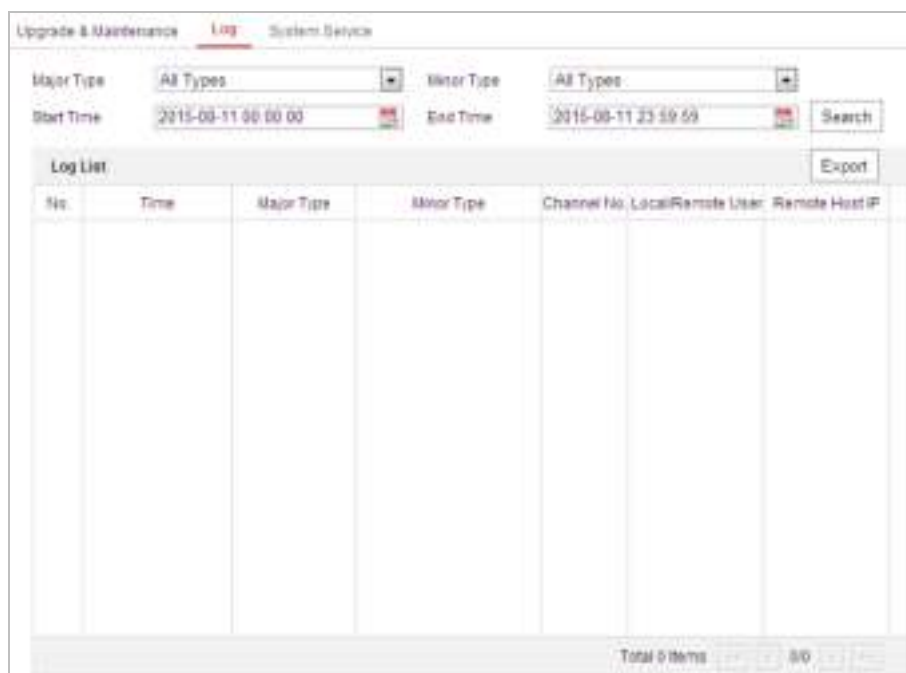 Upgrade & Maintenance Log System Service
Major Type All Types Minor Type All Types
Start Time 2015-08-11 00:00:00 End Time 2015-08-11 23:59:59 Search
Log List Export
No. Time Major Type Minor Type Channel No. Local/Remote User Remote Host IP
Total 0 Items 0/0